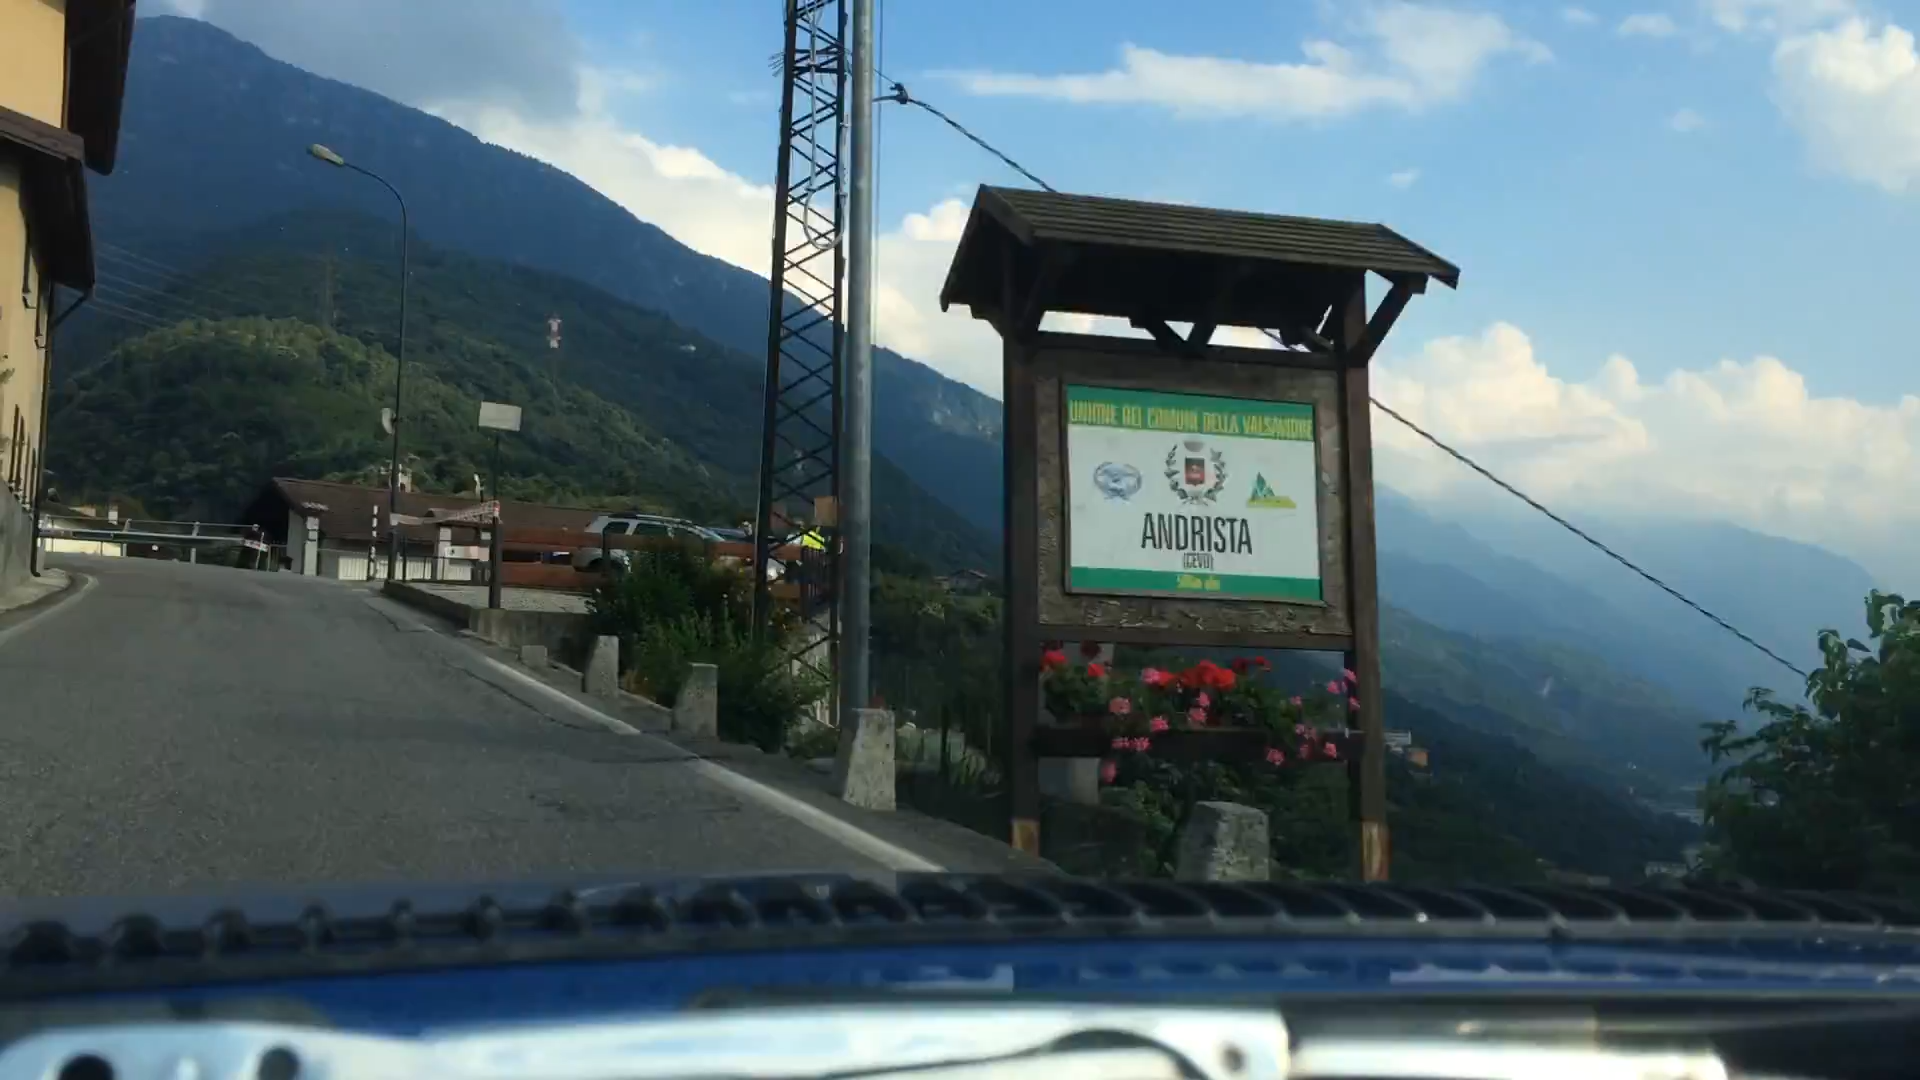 UNIONE DEI COMUNI DELLA VALSAVIORE
ANDRISTA
(CEVO)